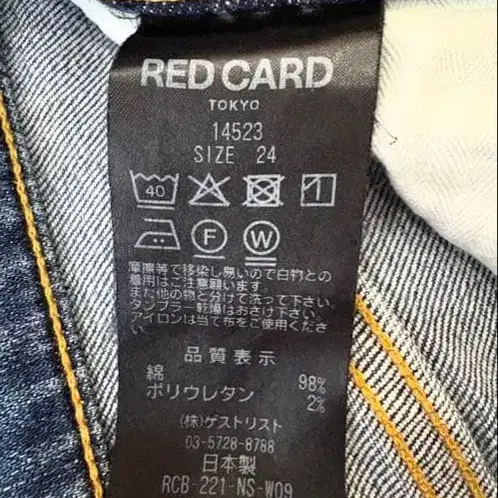 RED CARD
TOKYO
14523
SIZE 24
40
F W
摩擦等で移染し易いので白物との
着用はご注意願います。
また他の物と分けて洗って下さい。
タンブラー乾燥はおさけ下さい。
アイロンは当て布をご使用くださ
い
品質表示
綿 98%
ポリウレタン 2%
(株)ゲストリスト
03-5728-8788
日本製
RCB-221-NS-W09